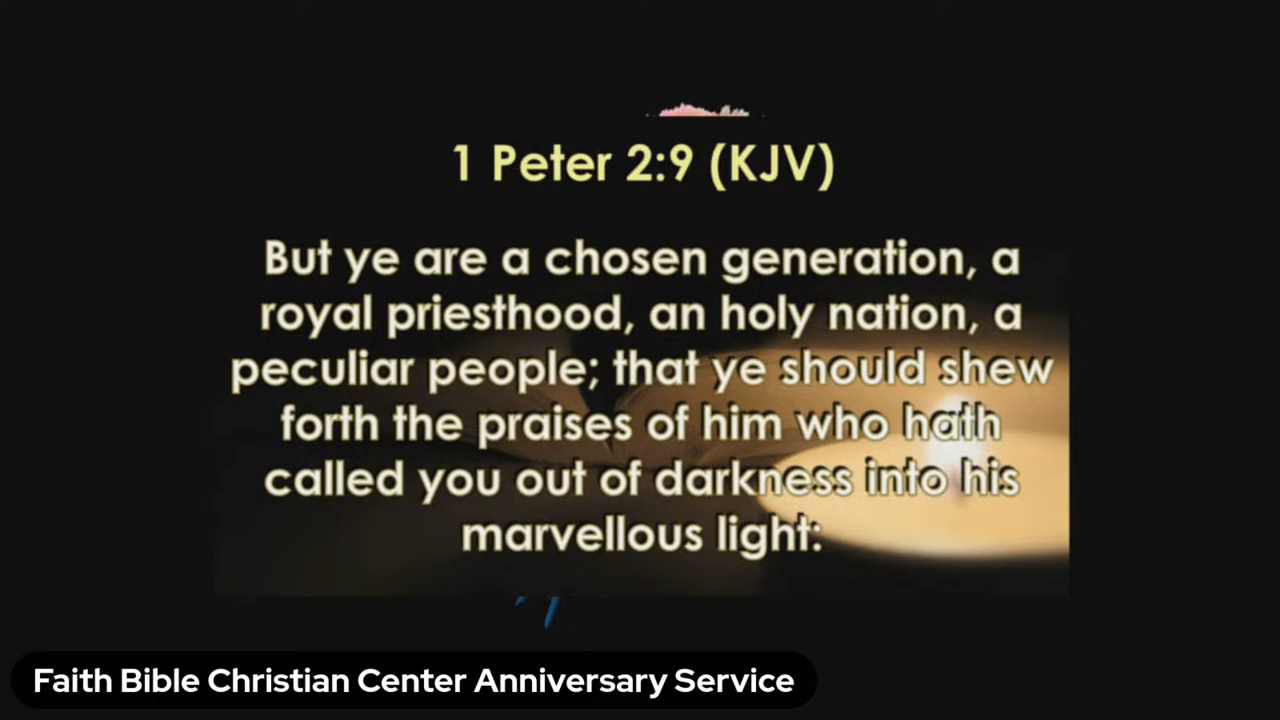 1 Peter 2:9 (KJV)
But ye are a chosen generation, a
royal priesthood, an holy nation, a
peculiar people; that ye should shew
forth the praises of him who hath
called you out of darkness into his
marvellous light:
Faith Bible Christian Center Anniversary Service